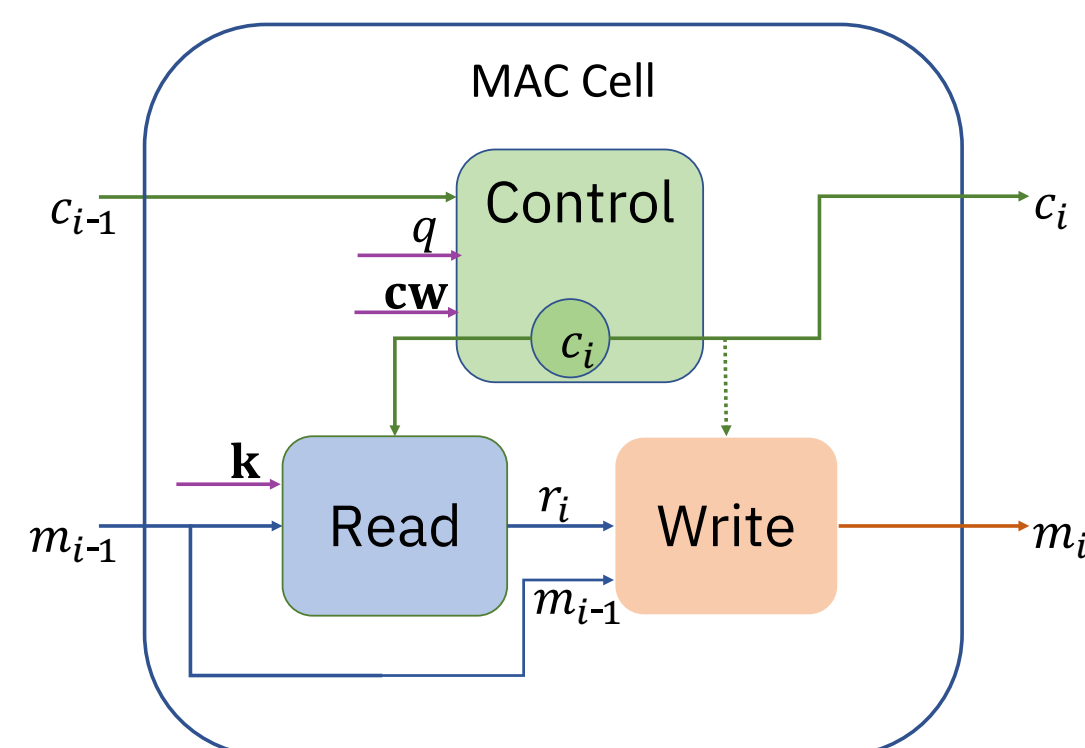 MAC Cell
Control
c_{i-1}
q
cw
c_i
c_i
k
m_{i-1}
Read
r_i
m_{i-1}
Write
m_i